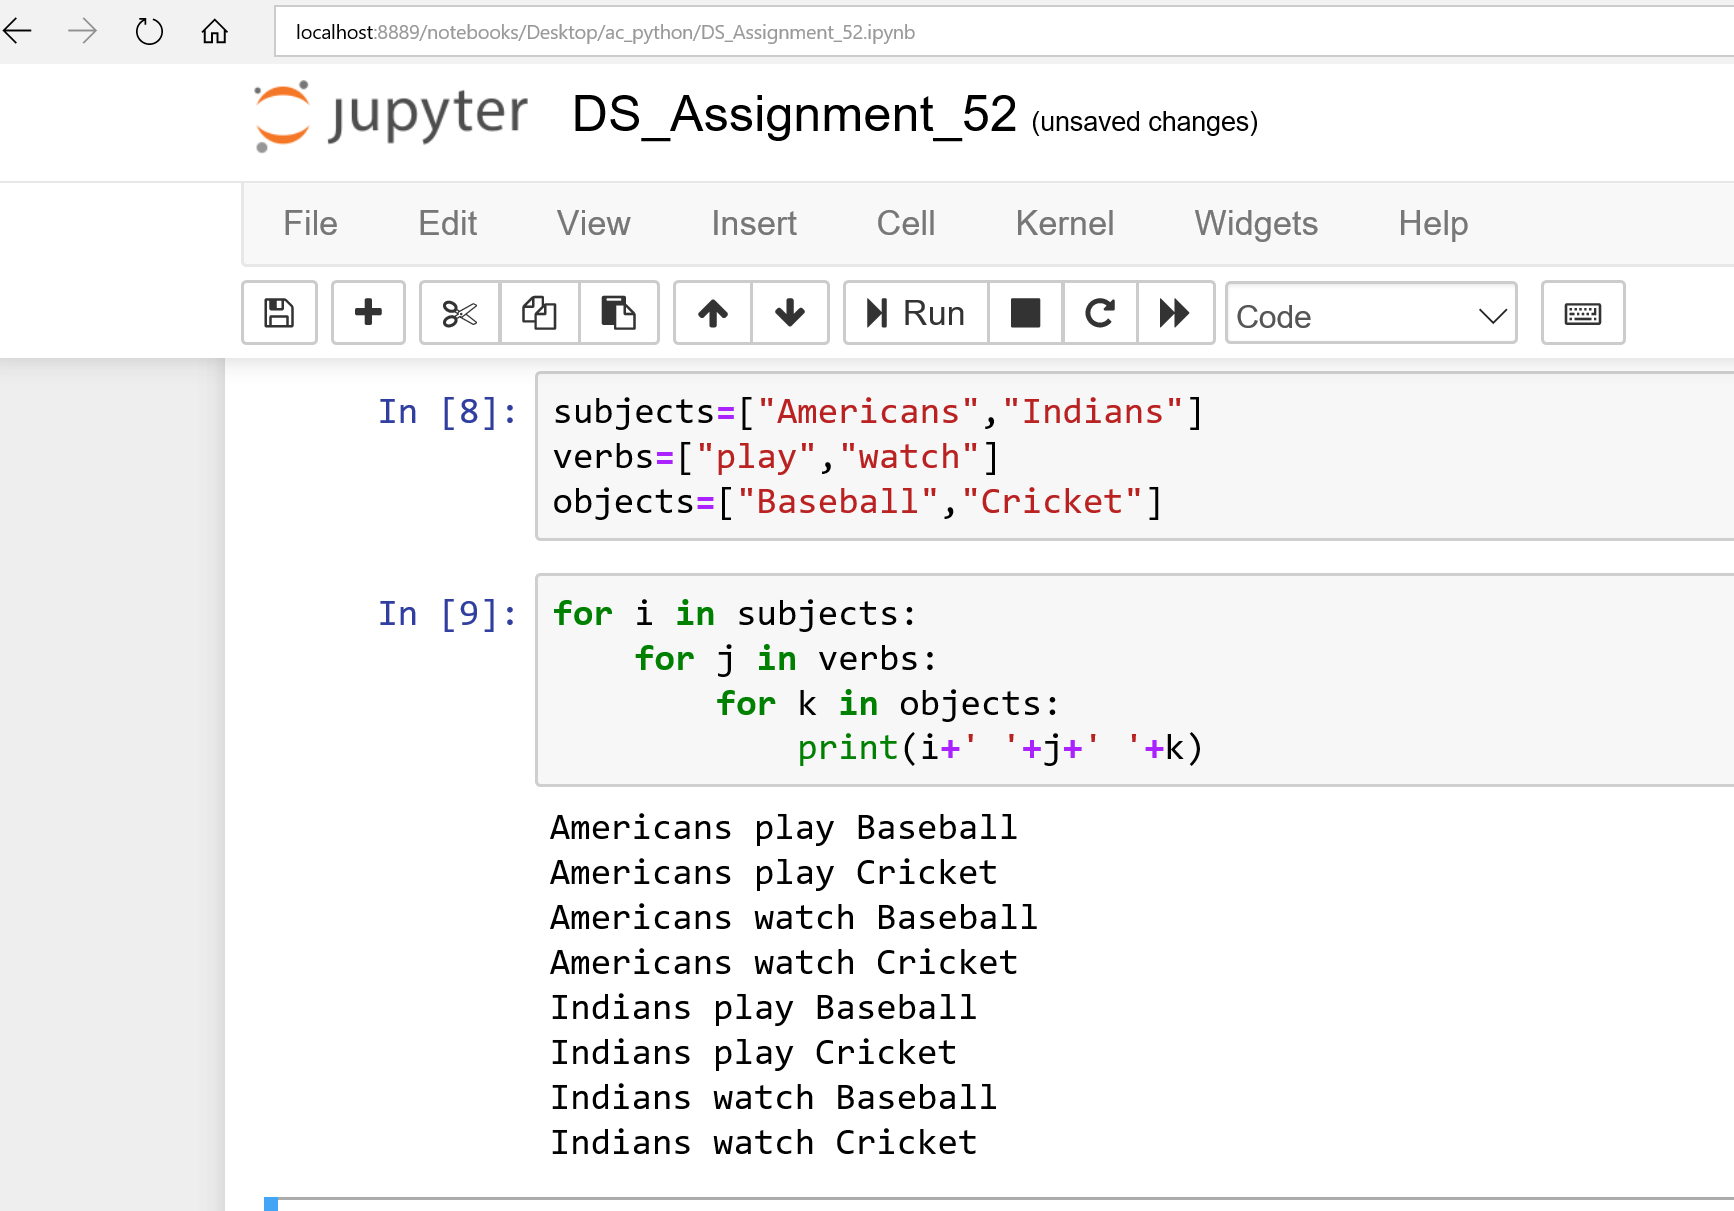 localhost:8889/notebooks/Desktop/ac_python/DS_Assignment_52.ipynb
jupyter DS_Assignment_52 (unsaved changes)
File Edit View Insert Cell Kernel Widgets Help
Run Code
In [8]: subjects=["Americans","Indians"]
verbs=["play","watch"]
objects=["Baseball","Cricket"]
In [9]: for i in subjects:
    for j in verbs:
        for k in objects:
            print(i+' '+j+' '+k)
Americans play Baseball
Americans play Cricket
Americans watch Baseball
Americans watch Cricket
Indians play Baseball
Indians play Cricket
Indians watch Baseball
Indians watch Cricket